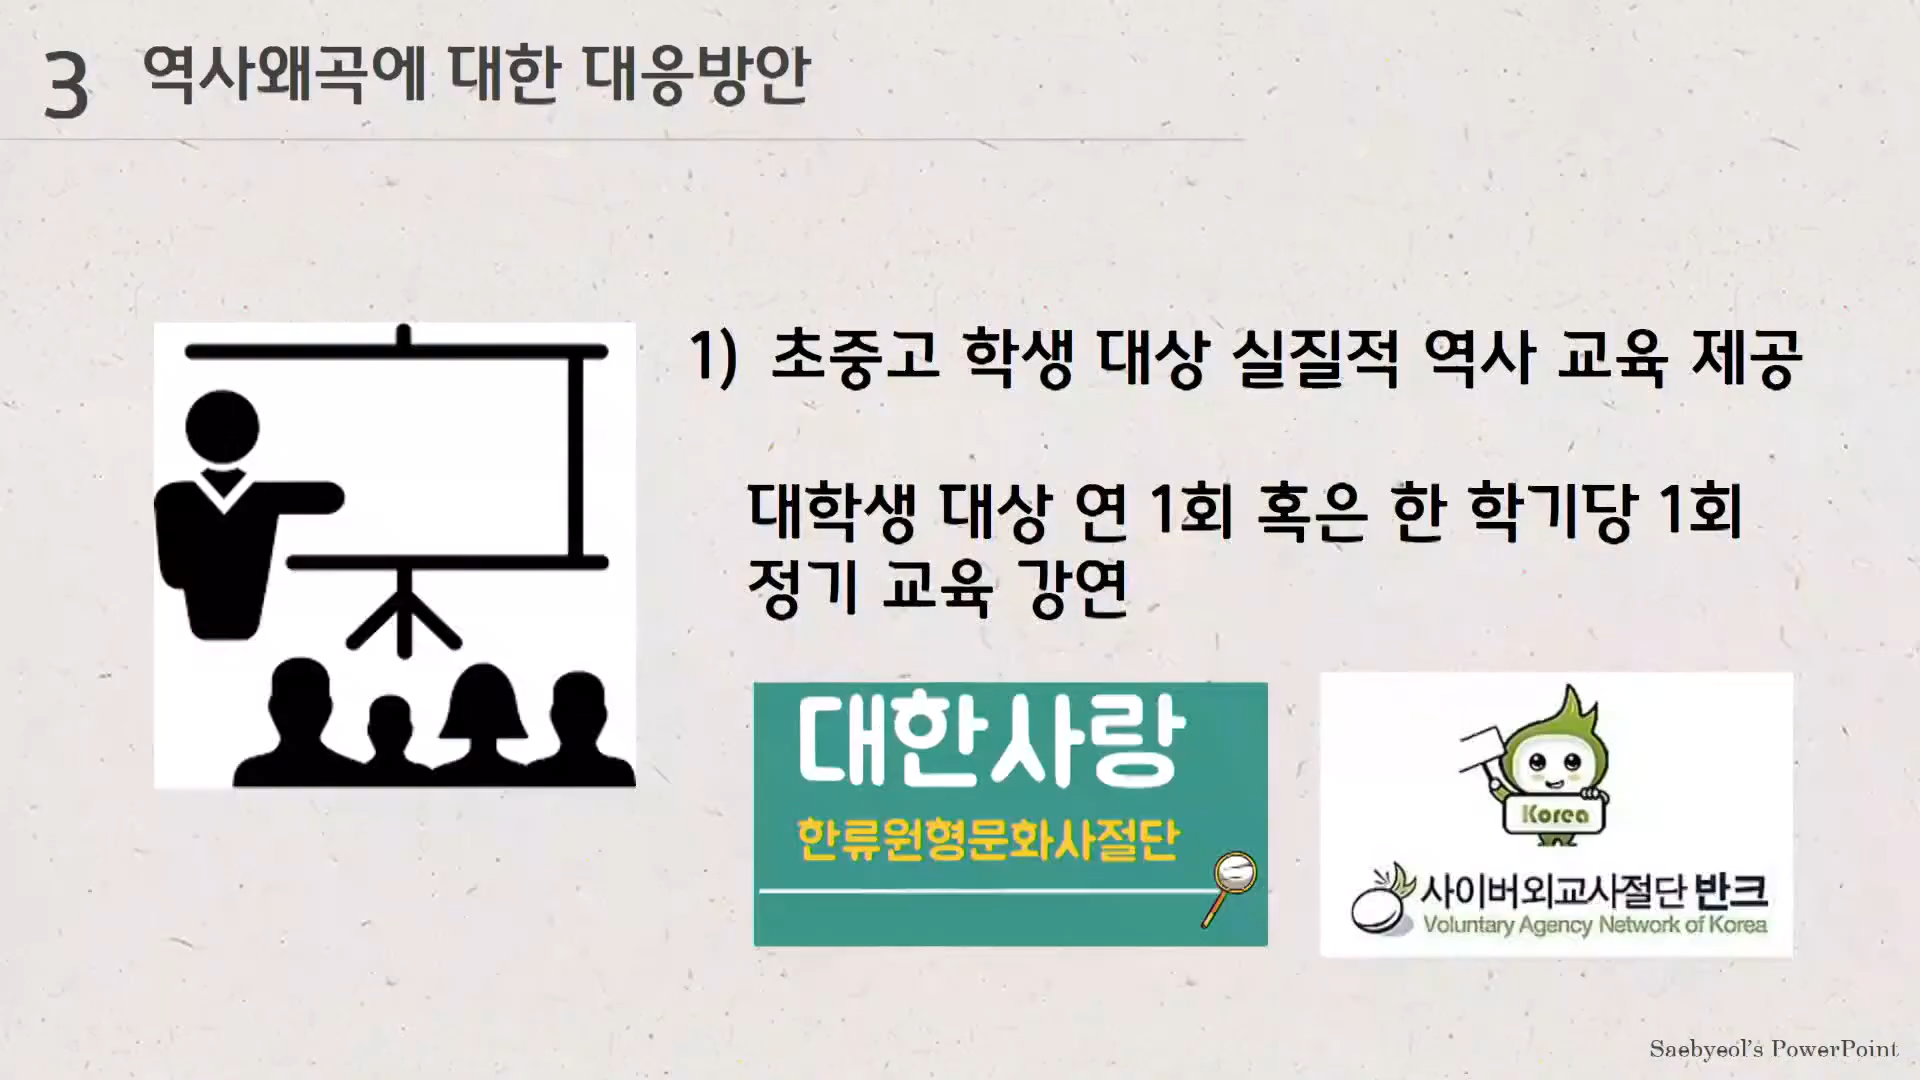 3 역사왜곡에 대한 대응방안
1) 초중고 학생 대상 실질적 역사 교육 제공
대학생 대상 연 1회 혹은 한 학기당 1회
정기 교육 강연
대한사랑
한류원형문화사절단
Korea
사이버외교사절단 반크
Voluntary Agency Network of Korea
Saebyeol's PowerPoint